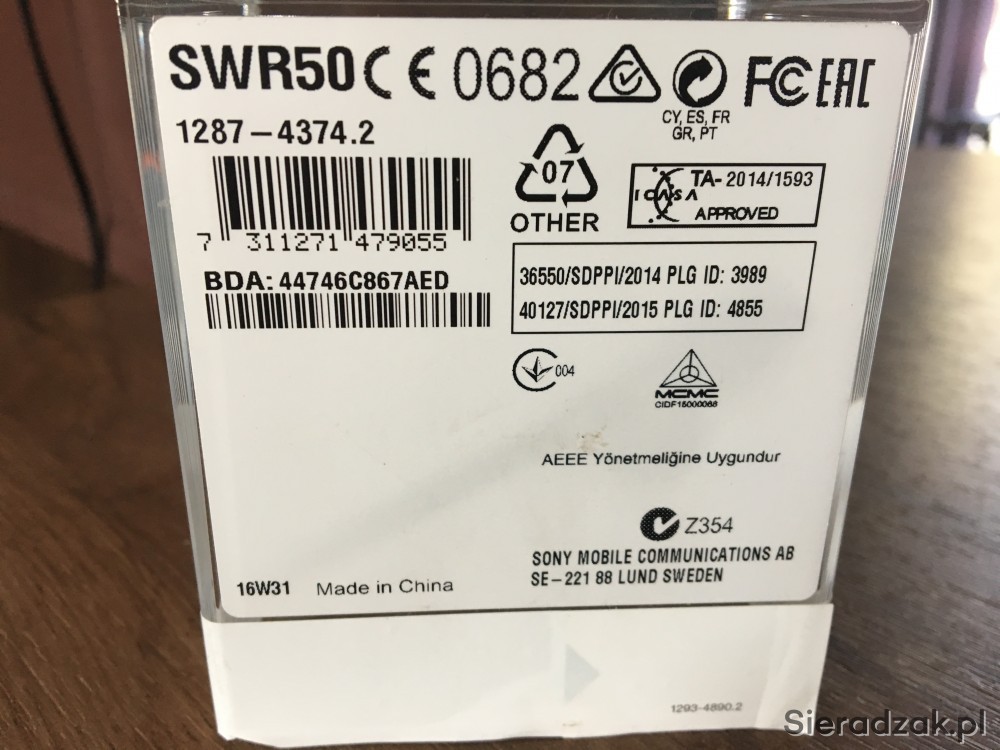 SWR50 CE 0682 FC EAC
CY, ES, FR
GR, PT
1287-4374.2
07
OTHER
ICASA TA- 2014/1593
APPROVED
7 311271 479055
BDA: 44746C867AED
36550/SDPPI/2014 PLG ID: 3989
40127/SDPPI/2015 PLG ID: 4855
004
MCMC
CIDF15000068
AEEE Yönetmeliğine Uygundur
Z354
SONY MOBILE COMMUNICATIONS AB
SE-221 88 LUND SWEDEN
16W31 Made in China
1293-4890.2
Sieradzak.pl